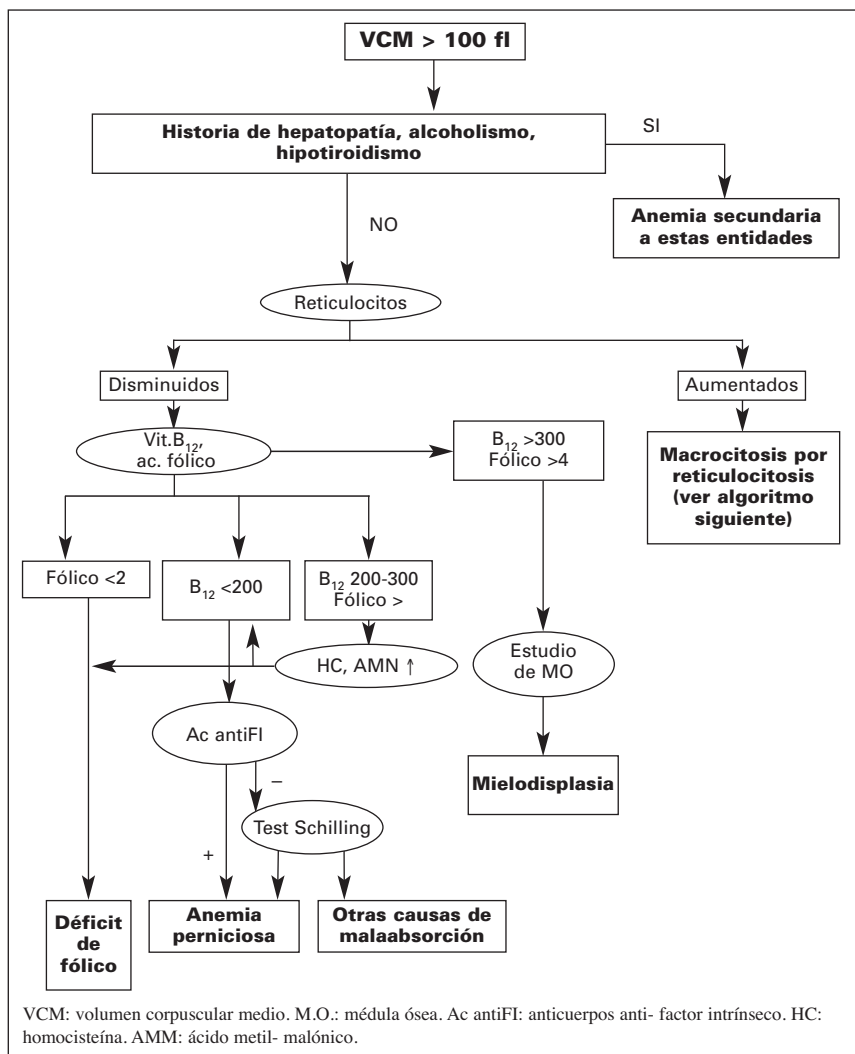 VCM > 100 fl
Historia de hepatopatía, alcoholismo,
hipotiroidismo
SI
Anemia secundaria
a estas entidades
NO
Reticulocitos
Disminuidos
Aumentados
Vit.B₁₂,
ac. fólico
B₁₂ >300
Fólico >4
Macrocitosis por
reticulocitosis
(ver algoritmo
siguiente)
Fólico <2
B₁₂ <200
B₁₂ 200-300
Fólico >
HC, AMN ↑
Estudio
de MO
Ac antiFI
Mielodisplasia
–
Test Schilling
+
Déficit
de
fólico
Anemia
perniciosa
Otras causas de
malaabsorción
VCM: volumen corpuscular medio. M.O.: médula ósea. Ac antiFI: anticuerpos anti- factor intrínseco. HC:
homocisteína. AMM: ácido metil- malónico.